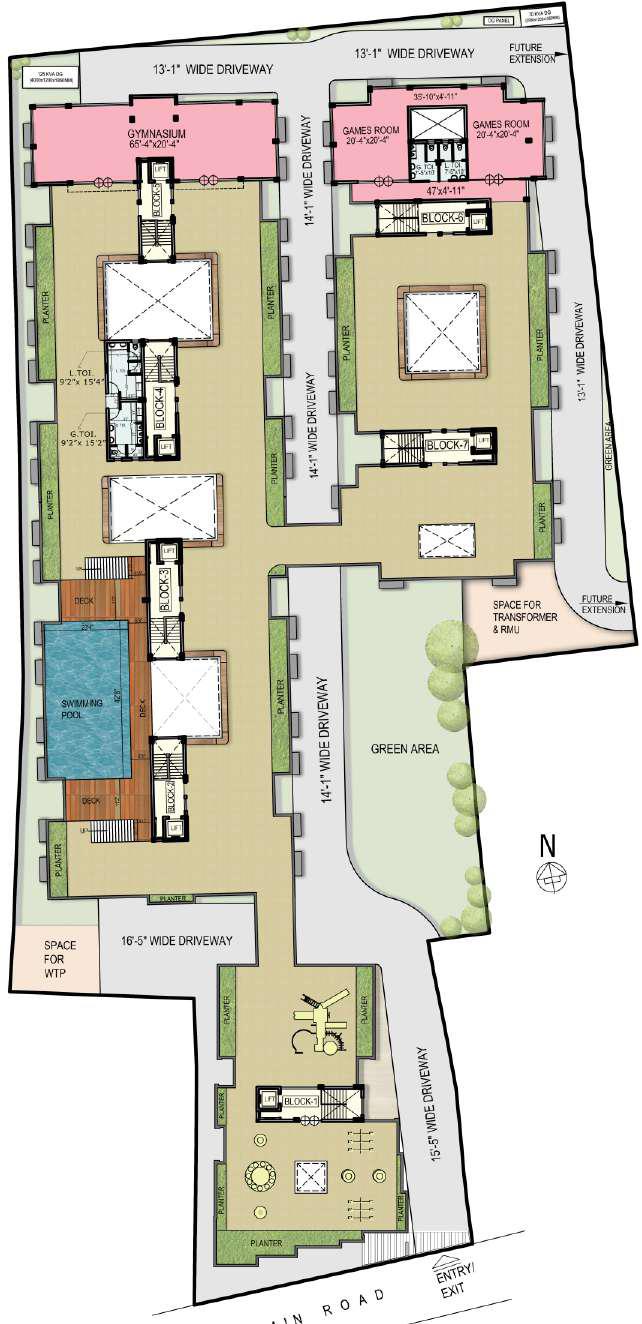 DG PANEL
125 KVA DG
13'-1" WIDE DRIVEWAY
13'-1" WIDE DRIVEWAY
FUTURE
EXTENSION
GYMNASIUM
65'-4"x20'-4"
35'-10"x4'-11"
GAMES ROOM
20'-4"x20'-4"
GAMES ROOM
20'-4"x20'-4"
G. TOI.
L. TOI.
47'x4'-11"
LIFT
BLOCK-5
14'-1" WIDE DRIVEWAY
BLOCK-6
LIFT
PLANTER
PLANTER
PLANTER
PLANTER
13'-1" WIDE DRIVEWAY
L.TOI.
9'2"x 15'4"
G.TOI.
9'2"x 15'2"
BLOCK-4
LIFT
14'-1" WIDE DRIVEWAY
BLOCK-7
LIFT
GREEN AREA
PLANTER
PLANTER
PLANTER
LIFT
BLOCK-3
UP
DECK
SPACE FOR
TRANSFORMER
& RMU
FUTURE
EXTENSION
SWIMMING
POOL
42'6"
DECK
PLANTER
14'-1" WIDE DRIVEWAY
GREEN AREA
BLOCK-2
LIFT
DECK
UP
PLANTER
PLANTER
N
SPACE
FOR
WTP
16'-5" WIDE DRIVEWAY
PLANTER
PLANTER
LIFT
BLOCK-1
PLANTER
15'-5" WIDE DRIVEWAY
PLANTER
PLANTER
PLANTER
ENTRY/
EXIT
AIN ROAD